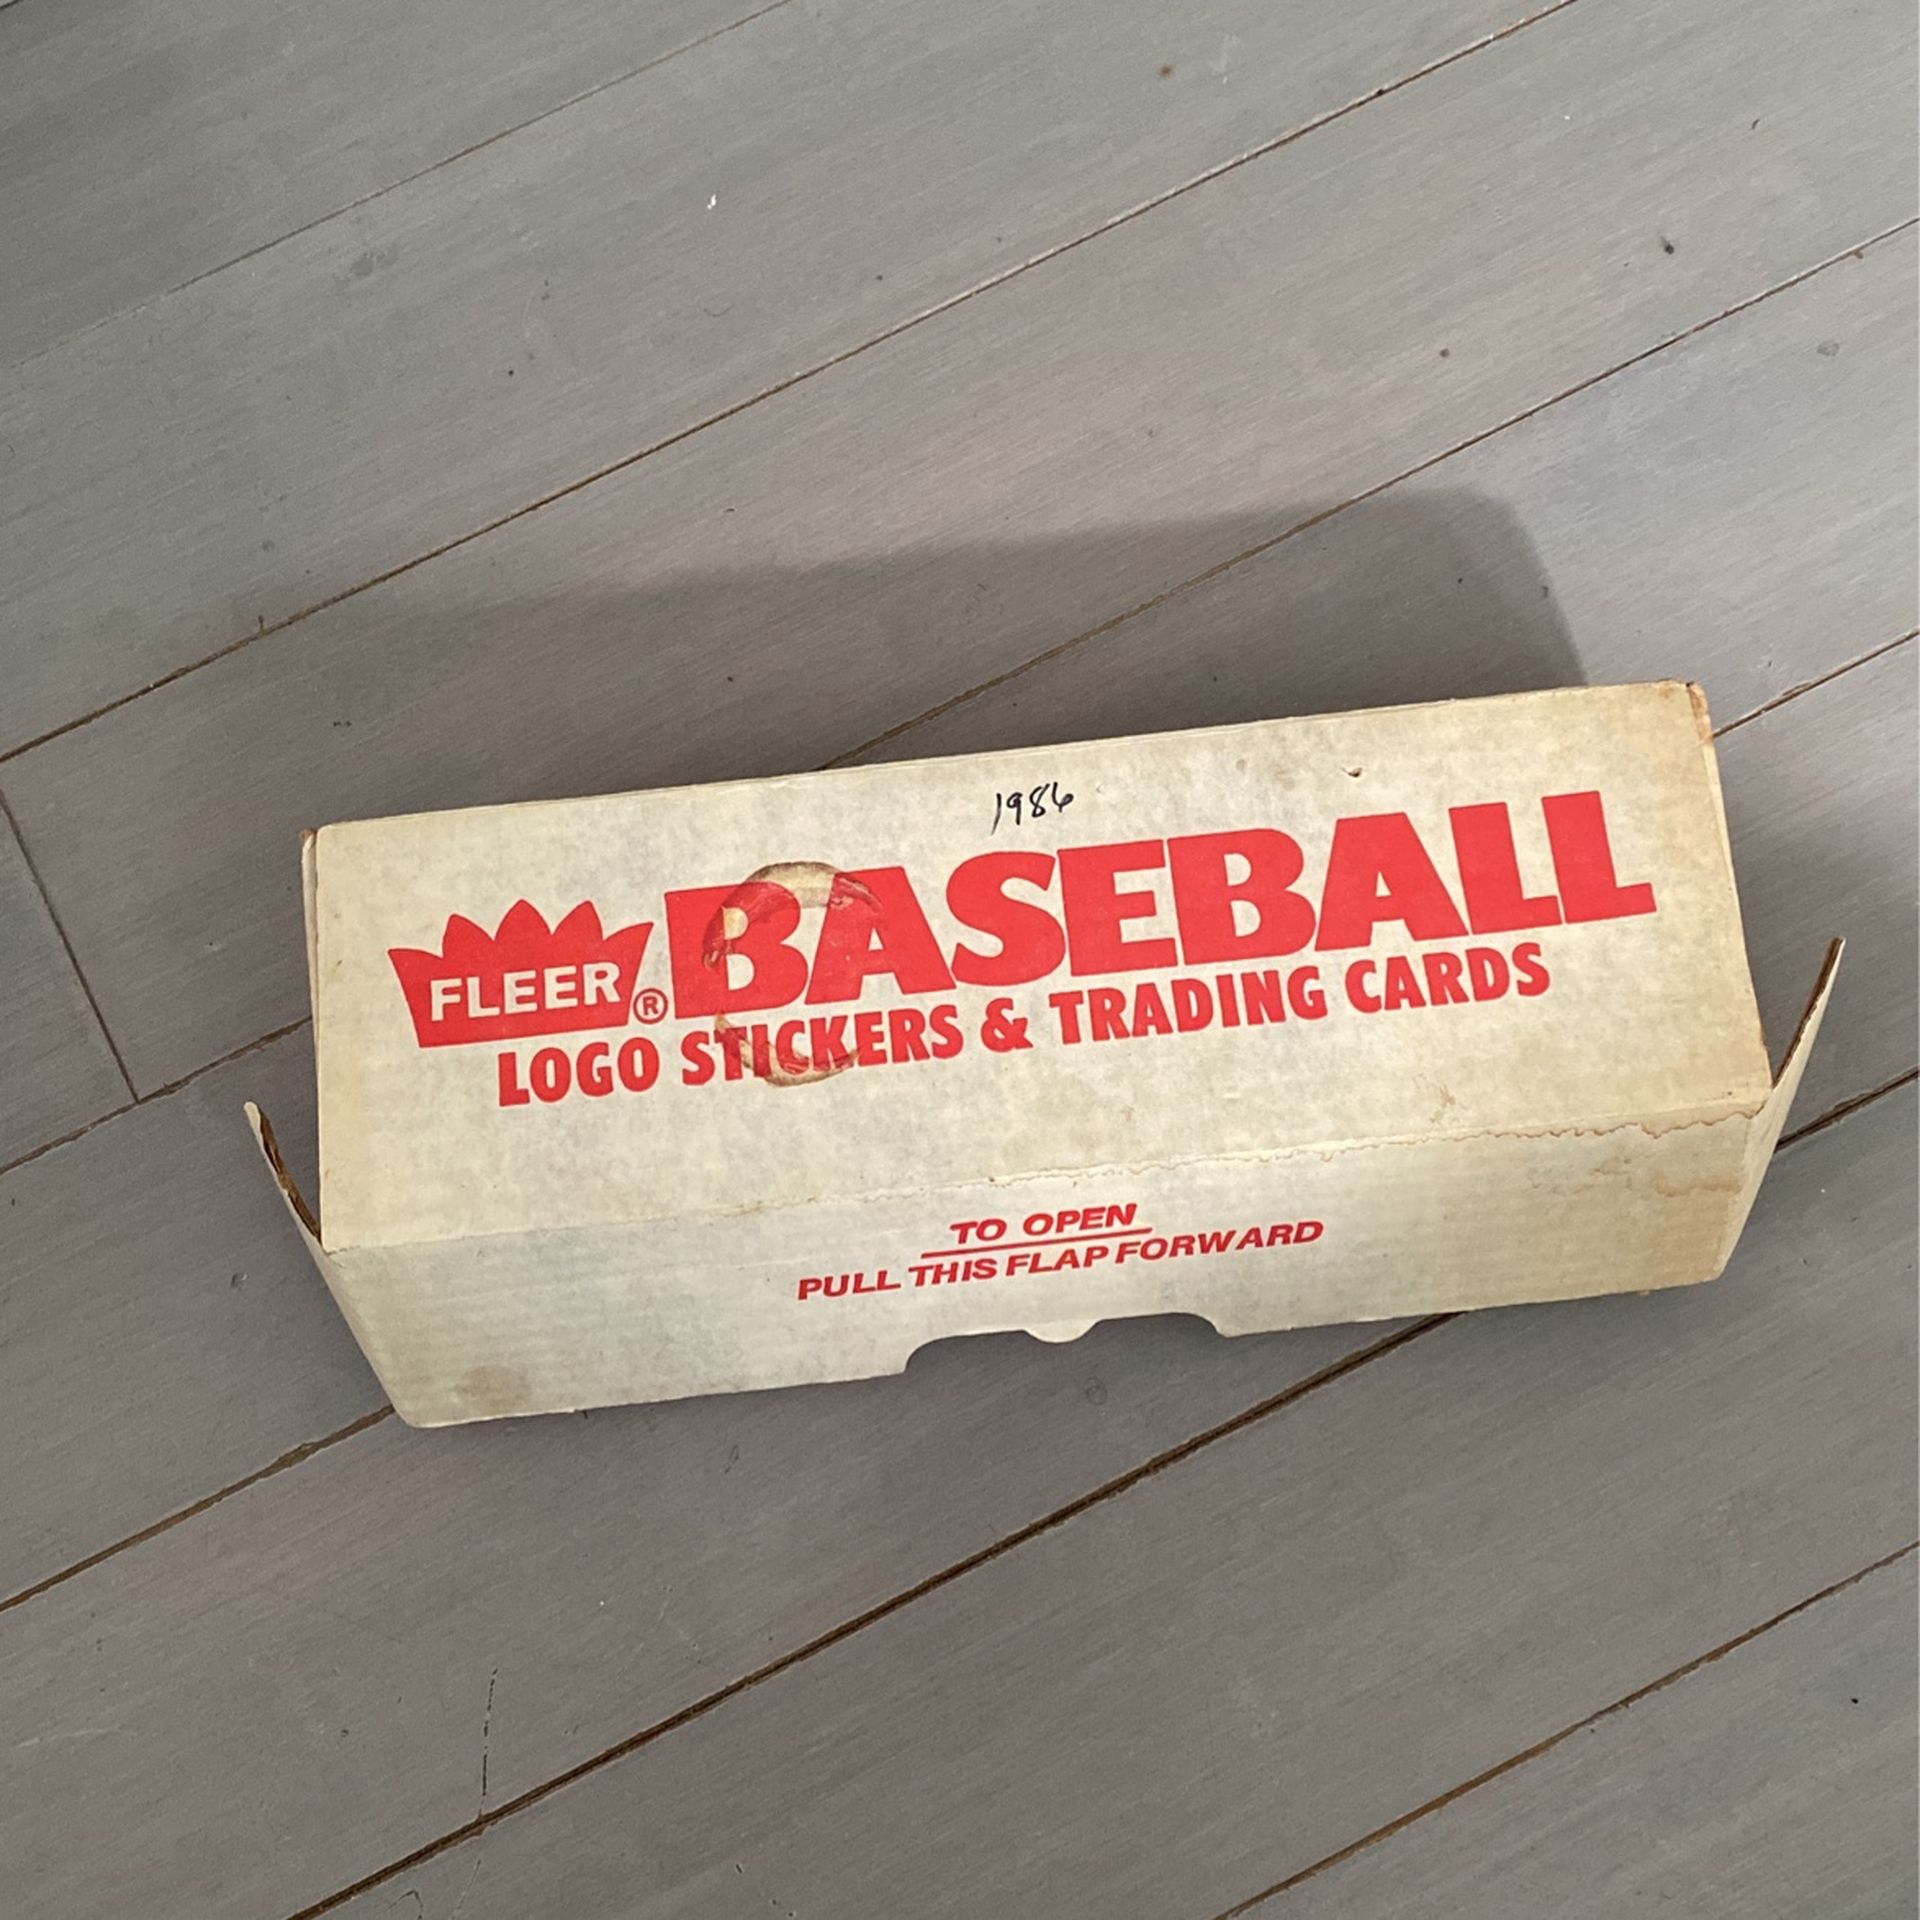 1986
FLEER® BASEBALL
LOGO STICKERS & TRADING CARDS
TO OPEN
PULL THIS FLAP FORWARD